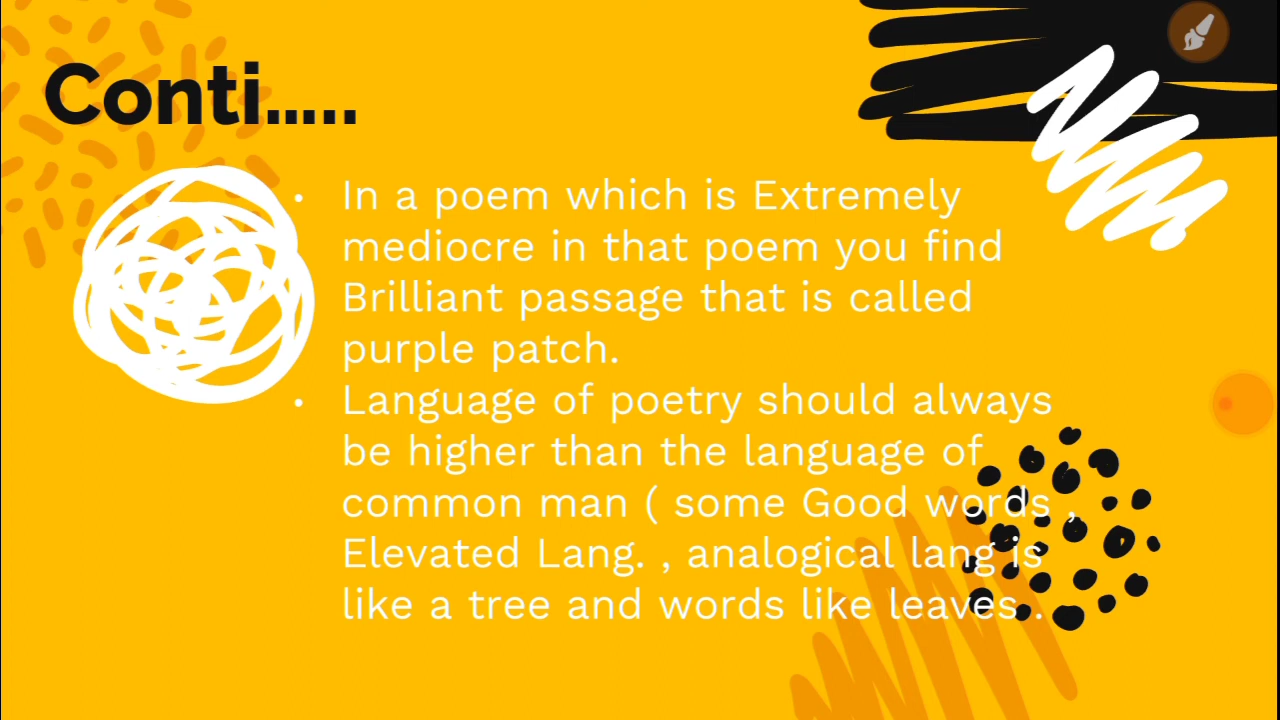 Conti.....
• In a poem which is Extremely
mediocre in that poem you find
Brilliant passage that is called
purple patch.
• Language of poetry should always
be higher than the language of
common man ( some Good words ,
Elevated Lang. , analogical lang is
like a tree and words like leaves .